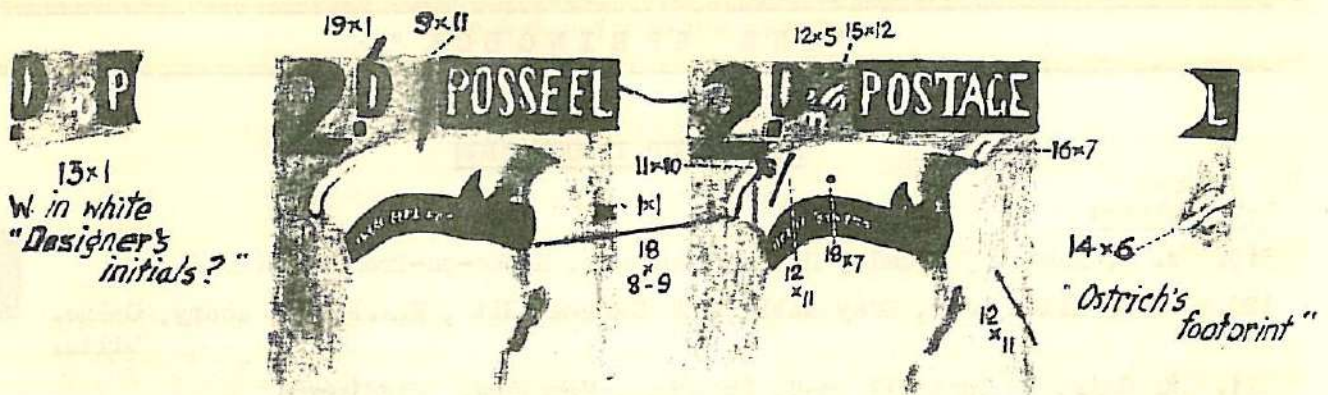 19x1
9x11
12x5
15x12
D P
2D POSSEEL
2D POSTAGE
L
13x1
W. in white
"Designer's
initials?"
11x10
1x1
18
x
8-9
12
x11
18x7
16x7
12
x11
14x6
"Ostrich's
footprint"